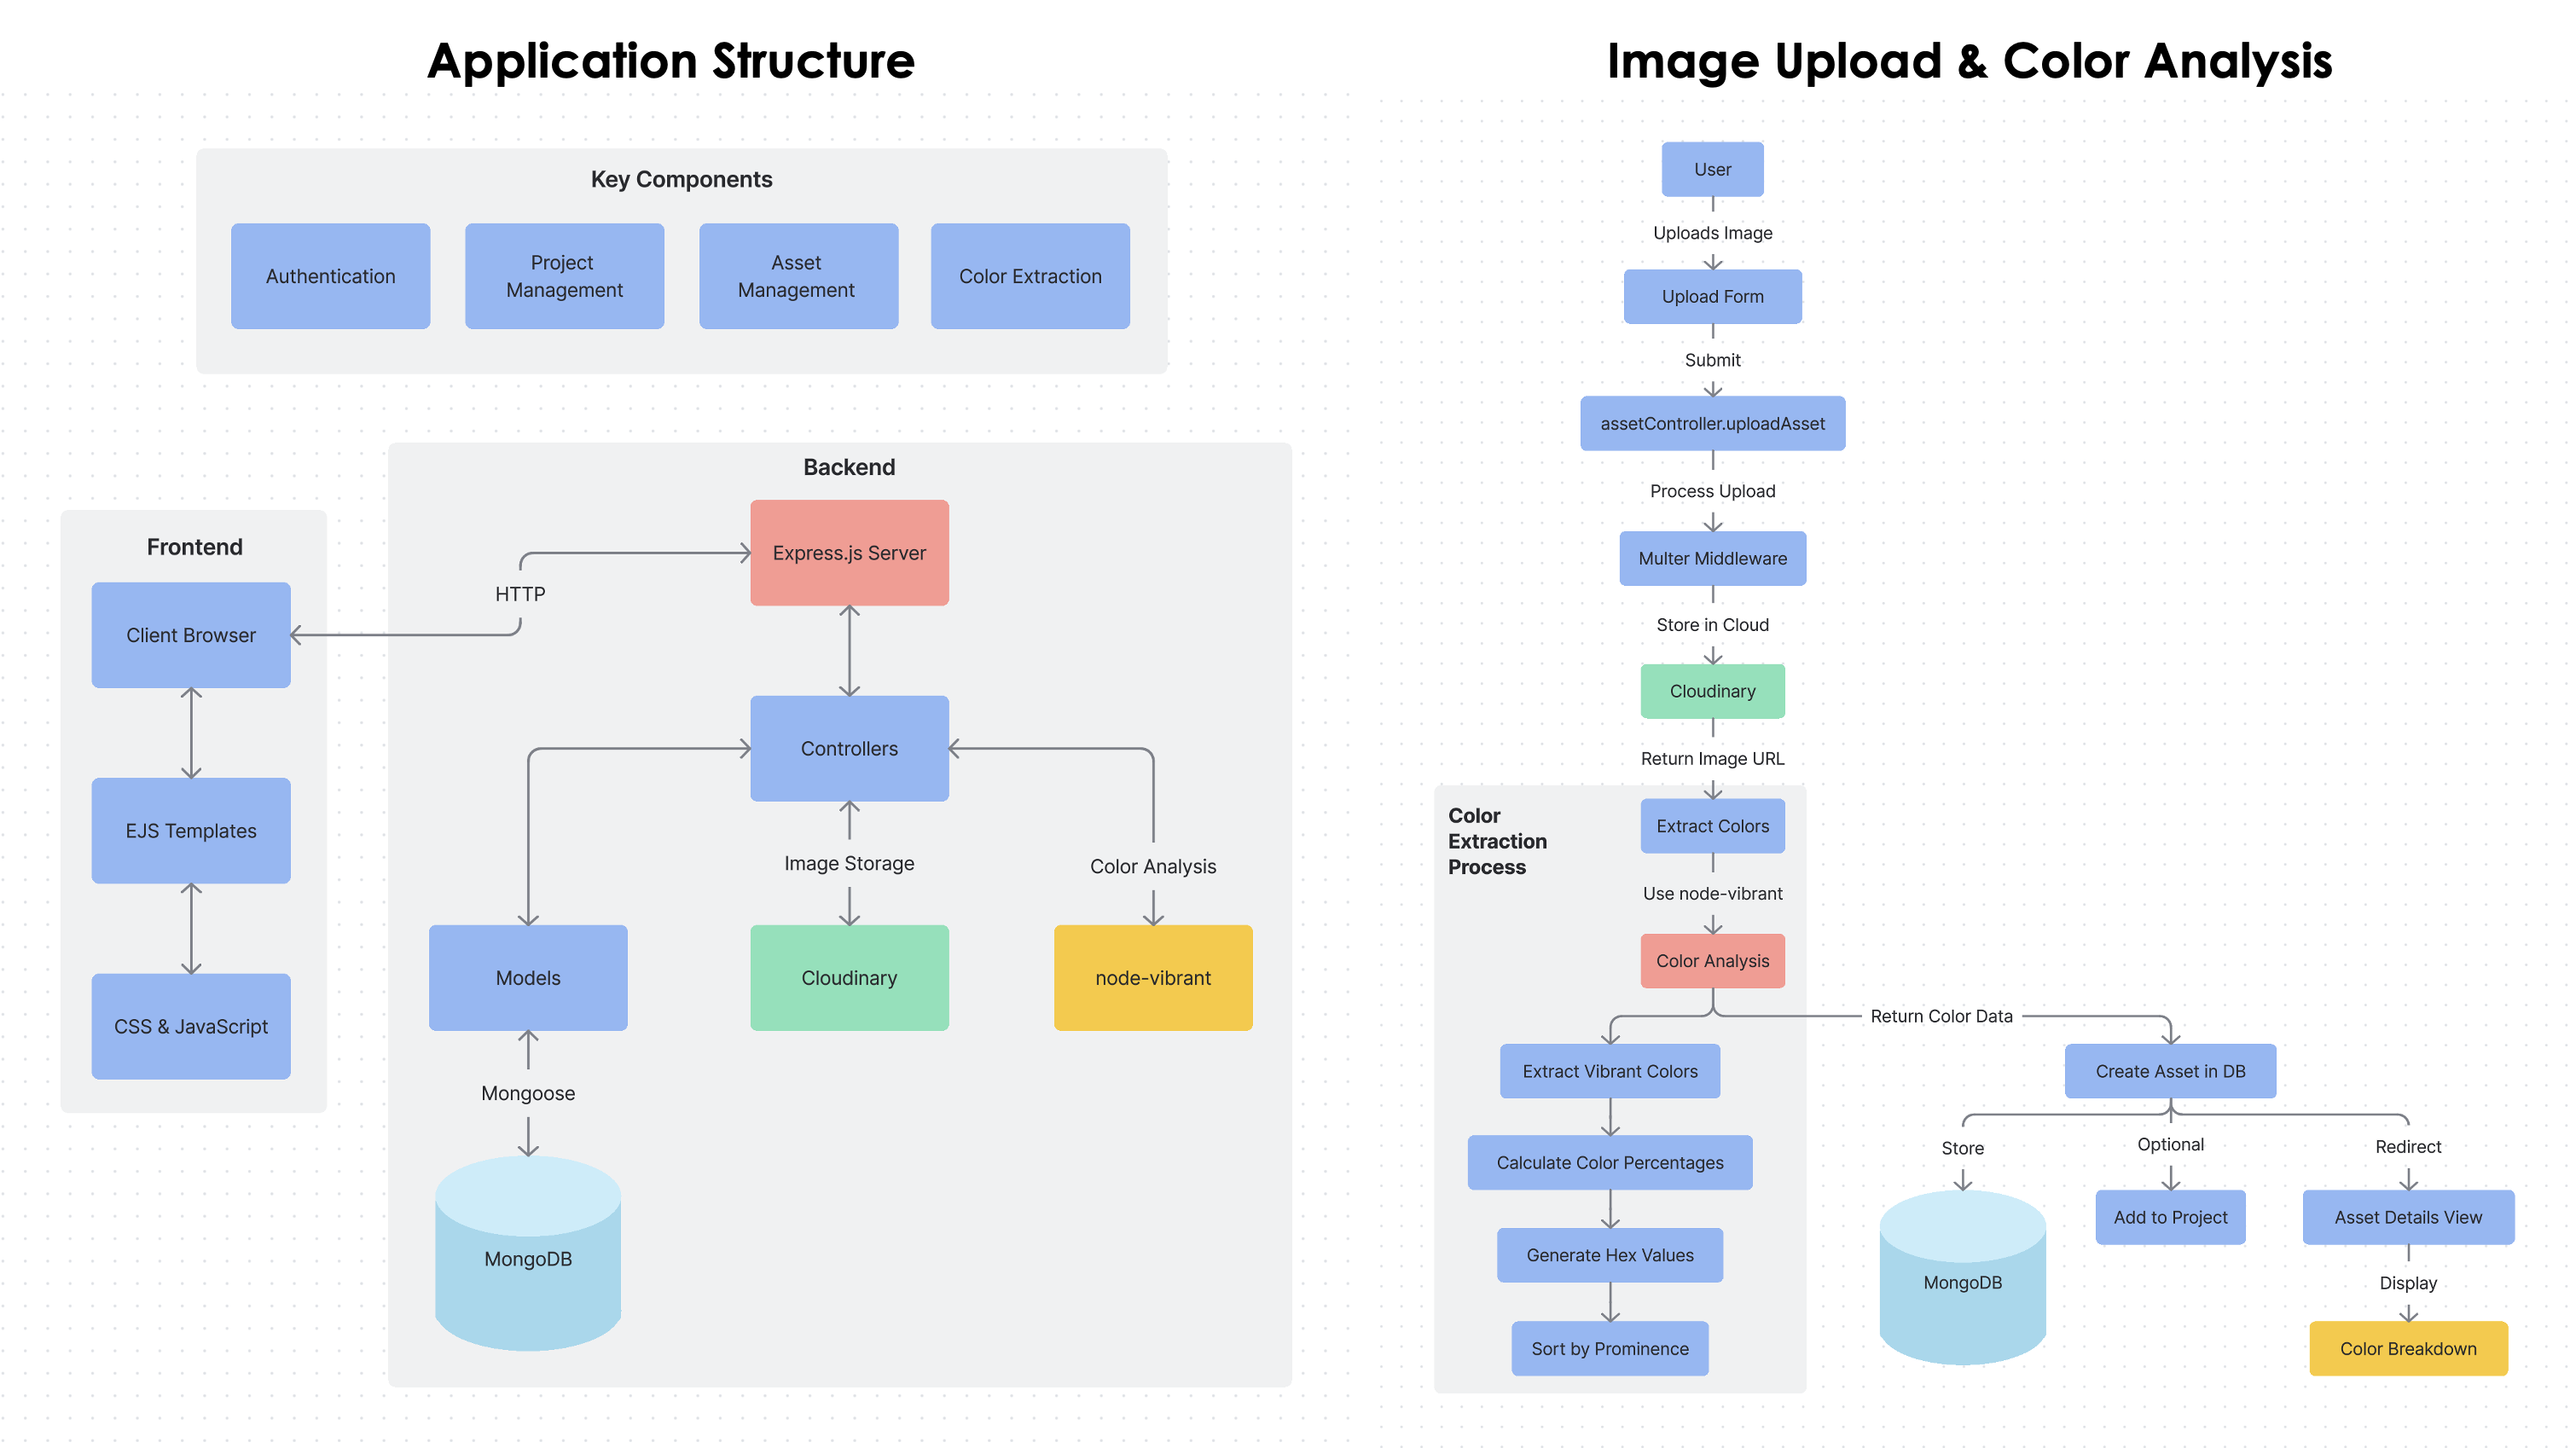 Application Structure
Key Components
Authentication
Project
Management
Asset
Management
Color Extraction
Frontend
Client Browser
EJS Templates
CSS & JavaScript
HTTP
Backend
Express.js Server
Controllers
Image Storage
Color Analysis
Models
Cloudinary
node-vibrant
Mongoose
MongoDB
Image Upload & Color Analysis
User
Uploads Image
Upload Form
Submit
assetController.uploadAsset
Process Upload
Multer Middleware
Store in Cloud
Cloudinary
Return Image URL
Color
Extraction
Process
Extract Colors
Use node-vibrant
Color Analysis
Return Color Data
Extract Vibrant Colors
Calculate Color Percentages
Generate Hex Values
Sort by Prominence
Create Asset in DB
Store
Optional
Redirect
MongoDB
Add to Project
Asset Details View
Display
Color Breakdown